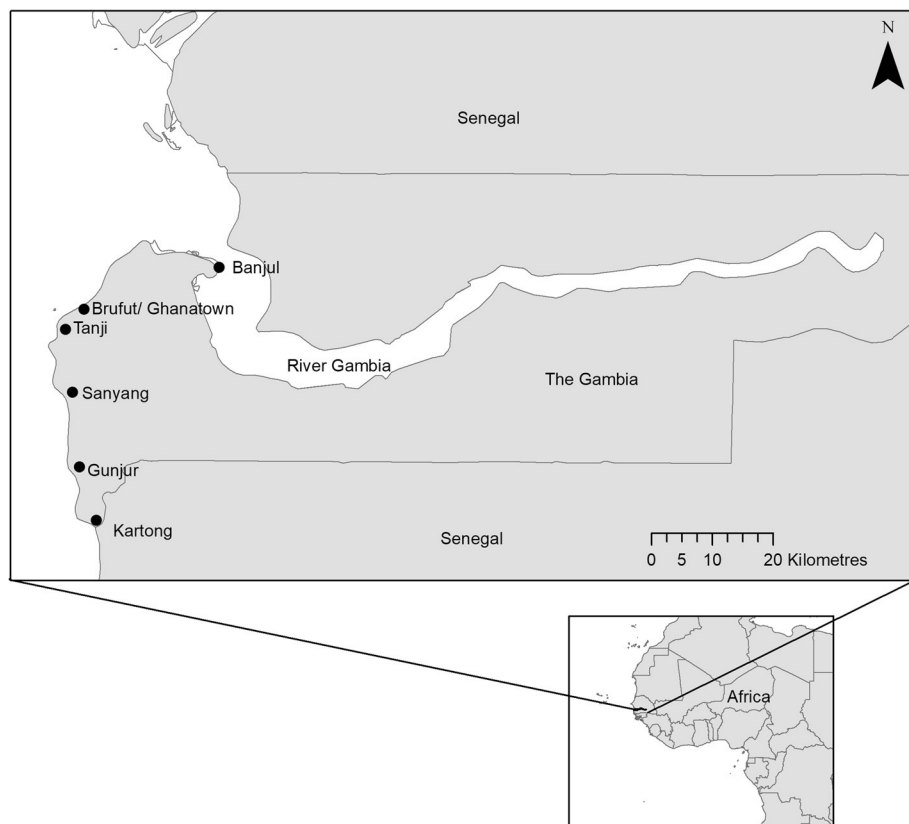 N
Senegal
Banjul
Brufut/ Ghanatown
Tanji
River Gambia
The Gambia
Sanyang
Gunjur
Kartong
Senegal
0 5 10 20 Kilometres
Africa